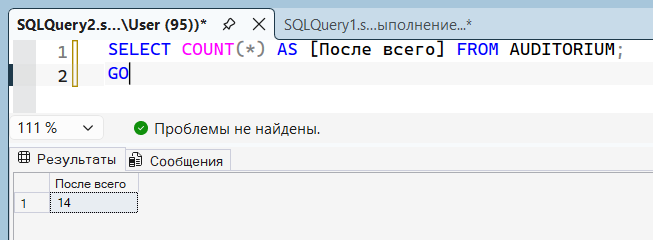 SQLQuery2.s...\User (95))*
SQLQuery1.s...ыполнение...*
1 SELECT COUNT(*) AS [После всего] FROM AUDITORIUM;
2 GO
111 %
Проблемы не найдены.
Результаты
Сообщения
После всего
1 14